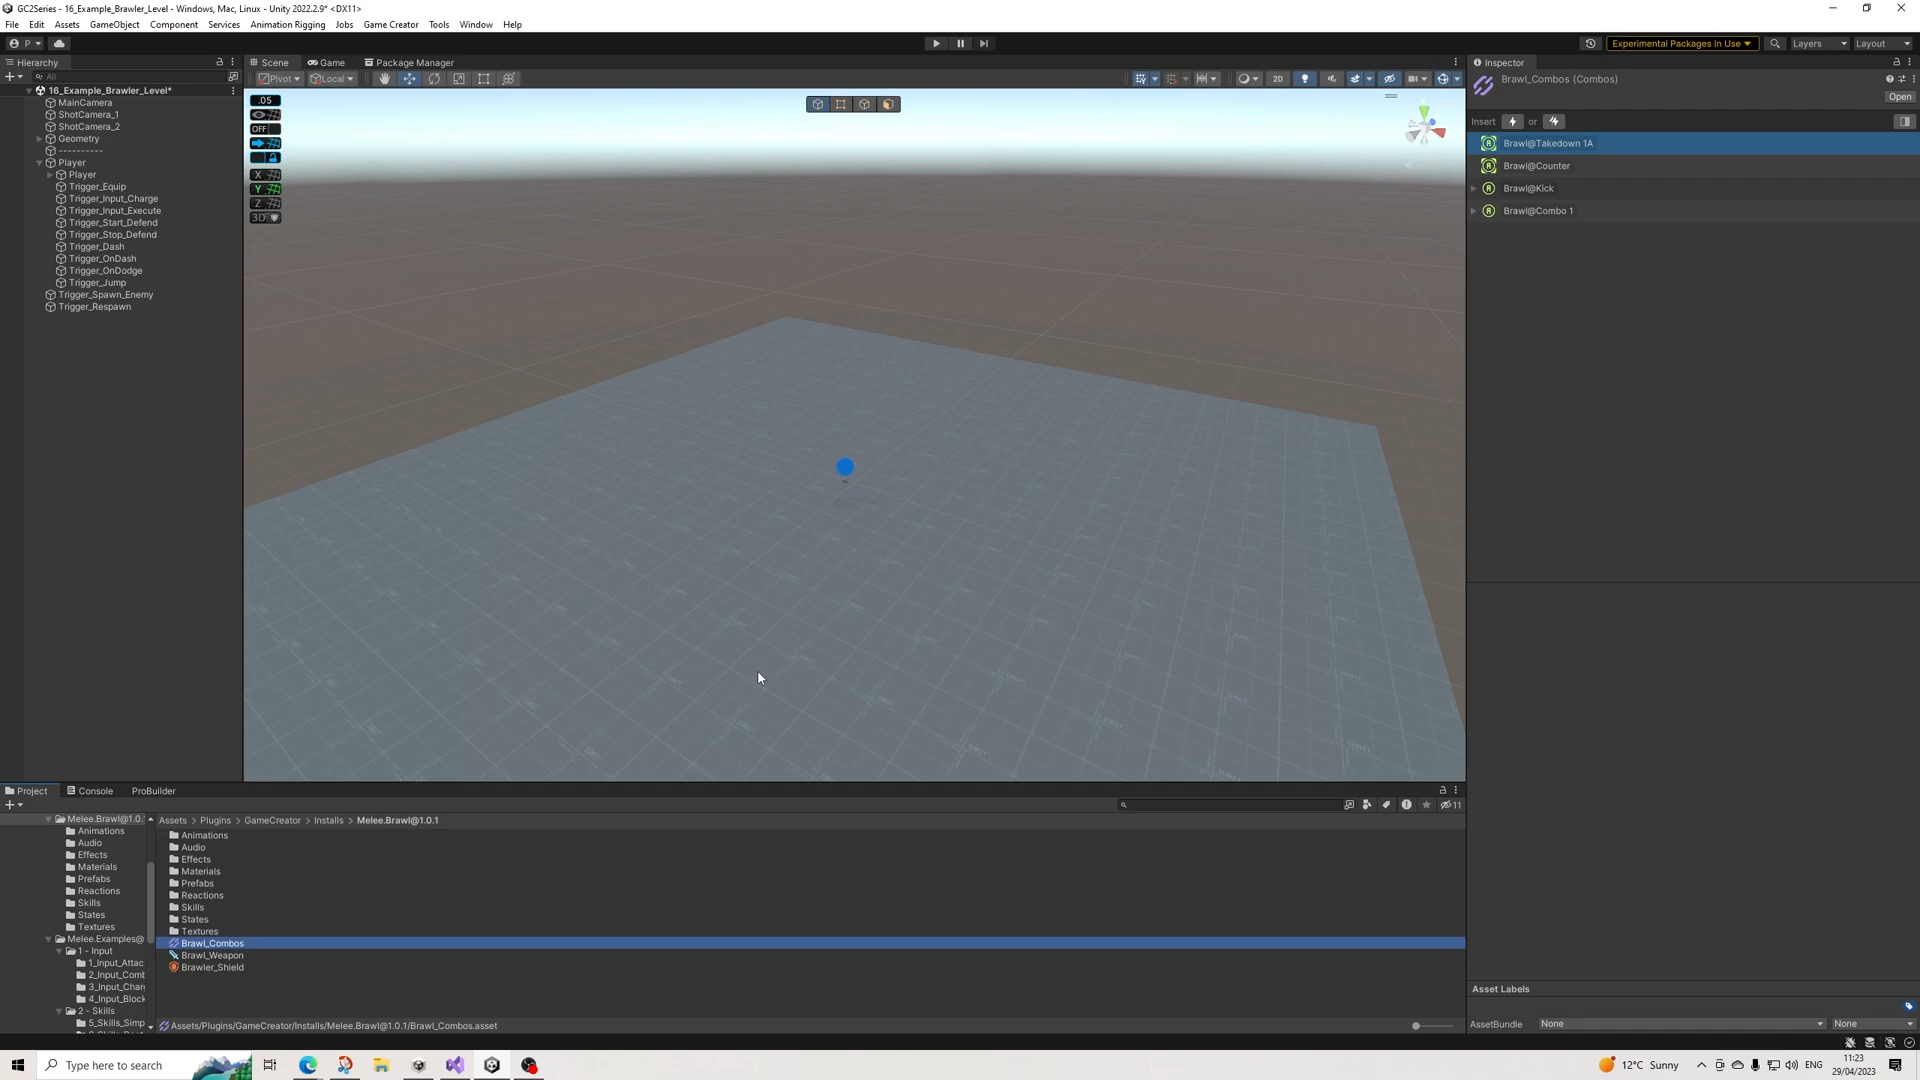 GC2Series - 16_Example_Brawler_Level - Windows, Mac, Linux - Unity 2022.2.9* <DX11>
File Edit Assets GameObject Component Services Animation Rigging Jobs Game Creator Tools Window Help
P Experimental Packages In Use Layers Layout
Hierarchy
All
16_Example_Brawler_Level*
MainCamera
ShotCamera_1
ShotCamera_2
Geometry
----------
Player
Player
Trigger_Equip
Trigger_Input_Charge
Trigger_Input_Execute
Trigger_Start_Defend
Trigger_Stop_Defend
Trigger_Dash
Trigger_OnDash
Trigger_OnDodge
Trigger_Jump
Trigger_Spawn_Enemy
Trigger_Respawn
Scene Game Package Manager
Pivot Local 2D
.05
OFF
X
Y
Z
3D
Inspector
Brawl_Combos (Combos)
Open
Insert or
Brawl@Takedown 1A
Brawl@Counter
Brawl@Kick
Brawl@Combo 1
Asset Labels
AssetBundle None None
Project Console ProBuilder
11
Melee.Brawl@1.0.
Animations
Audio
Effects
Materials
Prefabs
Reactions
Skills
States
Textures
Melee.Examples@
1 - Input
1_Input_Attac
2_Input_Comb
3_Input_Char
4_Input_Block
2 - Skills
5_Skills_Simp
Assets > Plugins > GameCreator > Installs > Melee.Brawl@1.0.1
Animations
Audio
Effects
Materials
Prefabs
Reactions
Skills
States
Textures
Brawl_Combos
Brawl_Weapon
Brawler_Shield
Assets/Plugins/GameCreator/Installs/Melee.Brawl@1.0.1/Brawl_Combos.asset
Type here to search
12°C Sunny ENG 11:23
29/04/2023